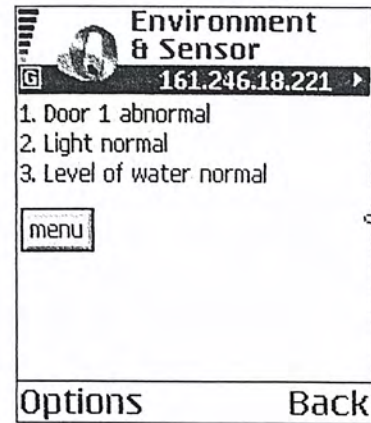 Environment
& Sensor
G 161.246.18.221
1. Door 1 abnormal
2. Light normal
3. Level of water normal
menu
Options Back